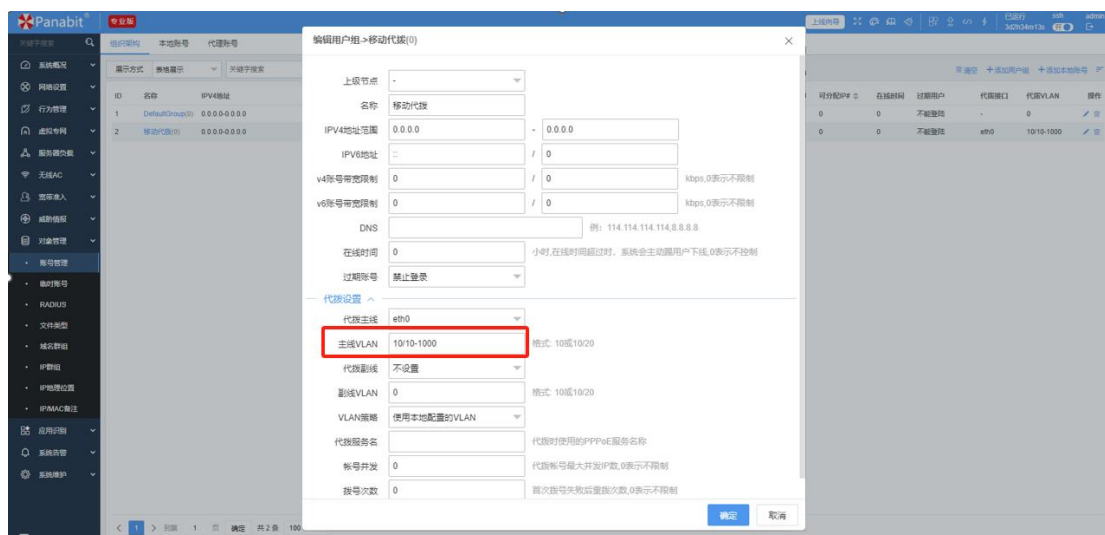 Panabit
专业版
上线向导
已运行 ssh admin
3d2h34m13s
关键字搜索
组织架构 本地账号 代理账号
系统概况
网络设置
行为管理
虚拟专网
服务器负载
无线AC
宽带准入
威胁情报
对象管理
账号管理
临时账号
RADIUS
文件类型
域名群组
IP群组
IP地理位置
IP/MAC备注
应用识别
系统告警
系统维护
展示方式 表格展示 关键字搜索
清空 +添加用户组 +添加本地账号
ID 名称 IPV4地址 可分配IP# 在线时间 过期用户 代拨接口 代拨VLAN 操作
1 DefaultGroup(0) 0.0.0.0-0.0.0.0 0 0 不能登陆 - 0
2 移动代拨(0) 0.0.0.0-0.0.0.0 0 0 不能登陆 eth0 10/10-1000
编辑用户组->移动代拨(0)
上级节点 -
名称 移动代拨
IPV4地址范围 0.0.0.0 - 0.0.0.0
IPV6地址 :: / 0
v4账号带宽限制 0 / 0 kbps,0表示不限制
v6账号带宽限制 0 / 0 kbps,0表示不限制
DNS 例：114.114.114.114,8.8.8.8
在线时间 0 小时,在线时间超过时，系统会主动踢用户下线,0表示不控制
过期账号 禁止登录
代拨设置
代拨主线 eth0
主线VLAN 10/10-1000 格式: 10或10/20
代拨副线 不设置
副线VLAN 0 格式: 10或10/20
VLAN策略 使用本地配置的VLAN
代拨服务名 代拨时使用的PPPoE服务名称
帐号并发 0 代拨帐号最大并发IP数,0表示不限制
拨号次数 0 首次拨号失败后重拨次数,0表示不限制
确定 取消
1 到第 1 页 确定 共2条 100